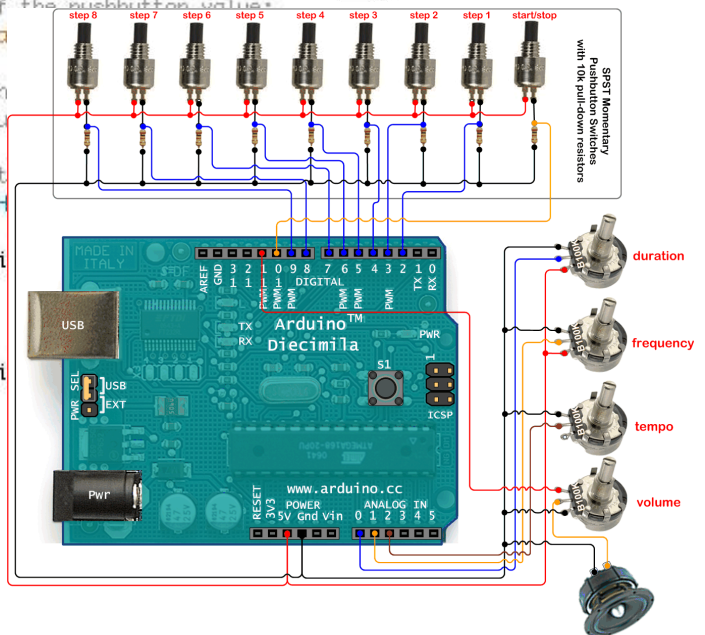 f the pushbutton value:
step 8 step 7 step 6 step 5 step 4 step 3 step 2 step 1 start/stop
SPST Momentary
Pushbutton Switches
with 10k pull-down resistors
MADE IN
ITALY
AREF GND 13 12 11 10 9 8 7 6 5 4 3 2 1 0
PWM PWM PWM DIGITAL PWM PWM PWM TX RX
TM
TX
RX
Arduino
Diecimila
PWR
USB
S1
1
ICSP
PWR SEL
USB
EXT
Pwr
www.arduino.cc
POWER
ANALOG IN
RESET 3V3 5V Gnd Vin 0 1 2 3 4 5
duration
frequency
tempo
volume
B100K
B100K
B100K
B100K